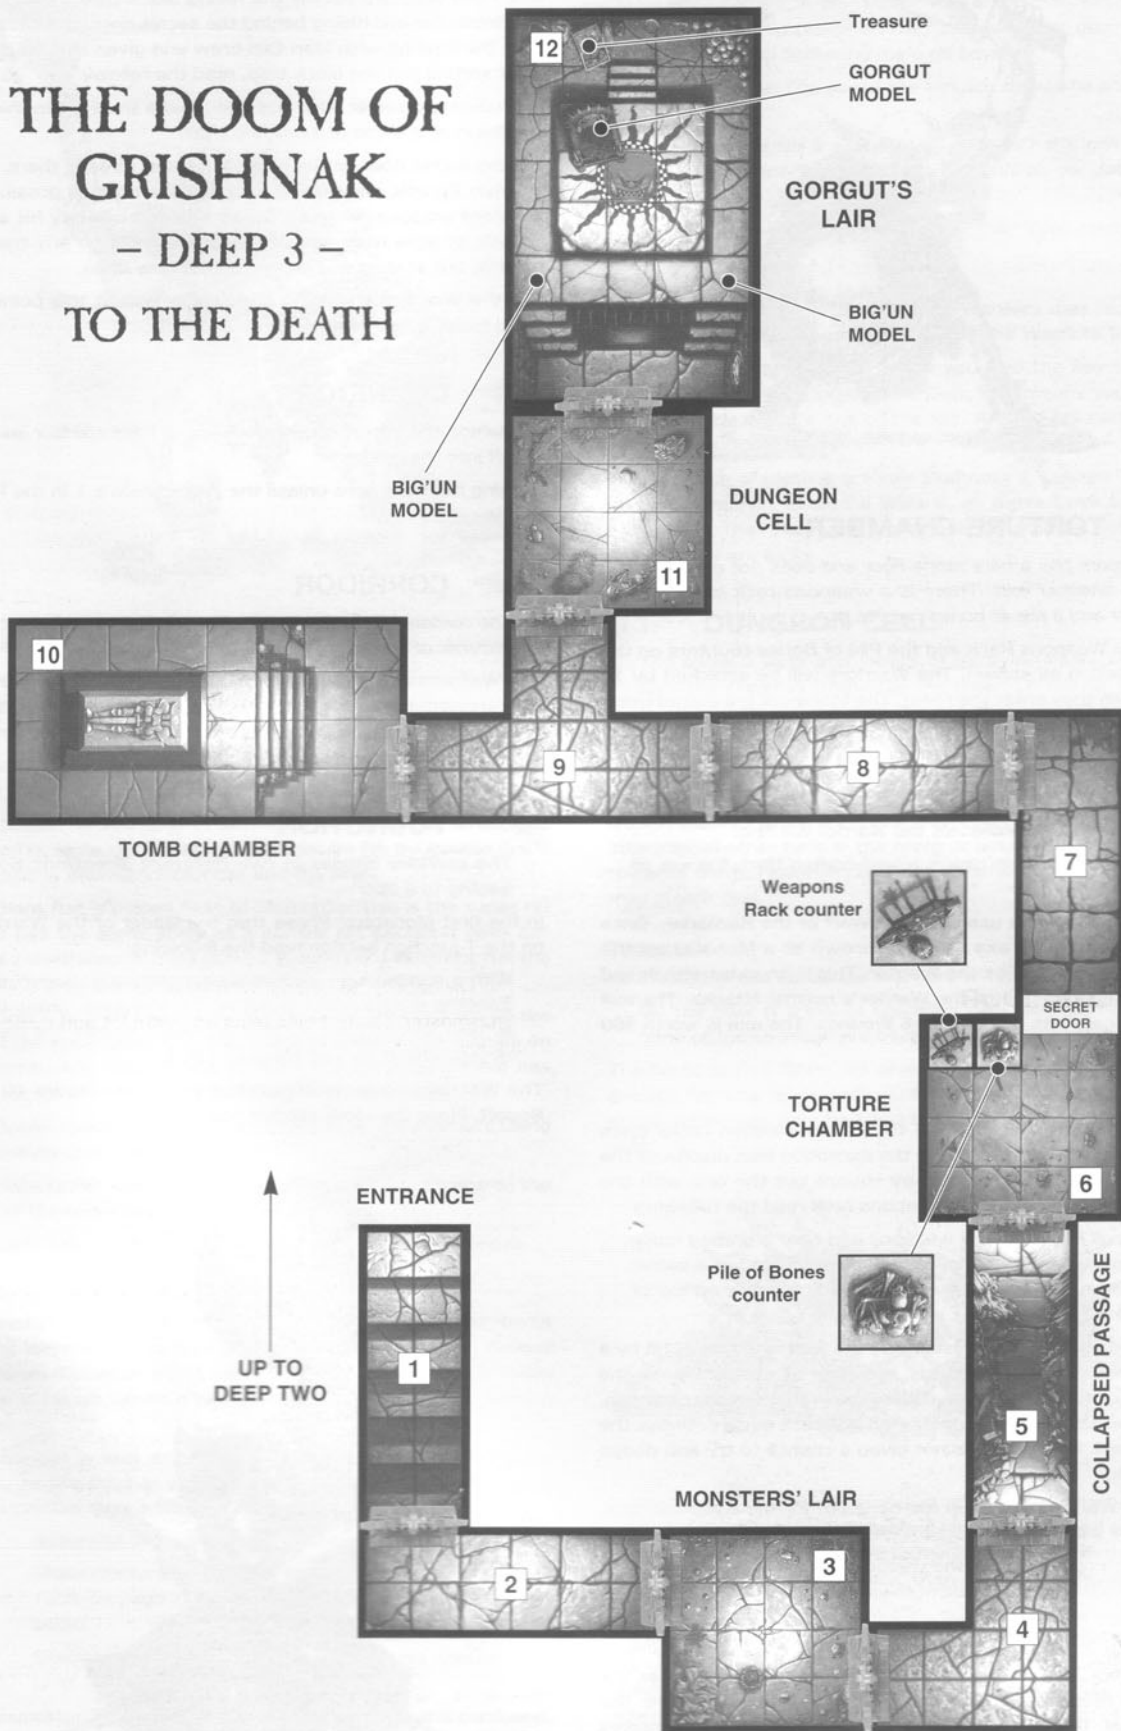 THE DOOM OF
GRISHNAK
– DEEP 3 –
TO THE DEATH
12
Treasure
GORGUT
MODEL
GORGUT'S
LAIR
BIG'UN
MODEL
BIG'UN
MODEL
DUNGEON
CELL
11
10
9
8
TOMB CHAMBER
7
Weapons
Rack counter
SECRET
DOOR
TORTURE
CHAMBER
6
ENTRANCE
Pile of Bones
counter
COLLAPSED PASSAGE
UP TO
DEEP TWO
1
5
MONSTERS' LAIR
2
3
4